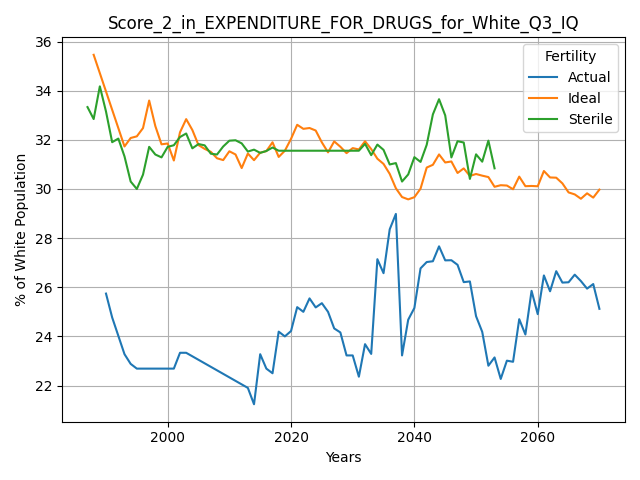 Score_2_in_EXPENDITURE_FOR_DRUGS_for_White_Q3_IQ
Fertility
Actual
Ideal
Sterile
% of White Population
36
34
32
30
28
26
24
22
2000
2020
2040
2060
Years